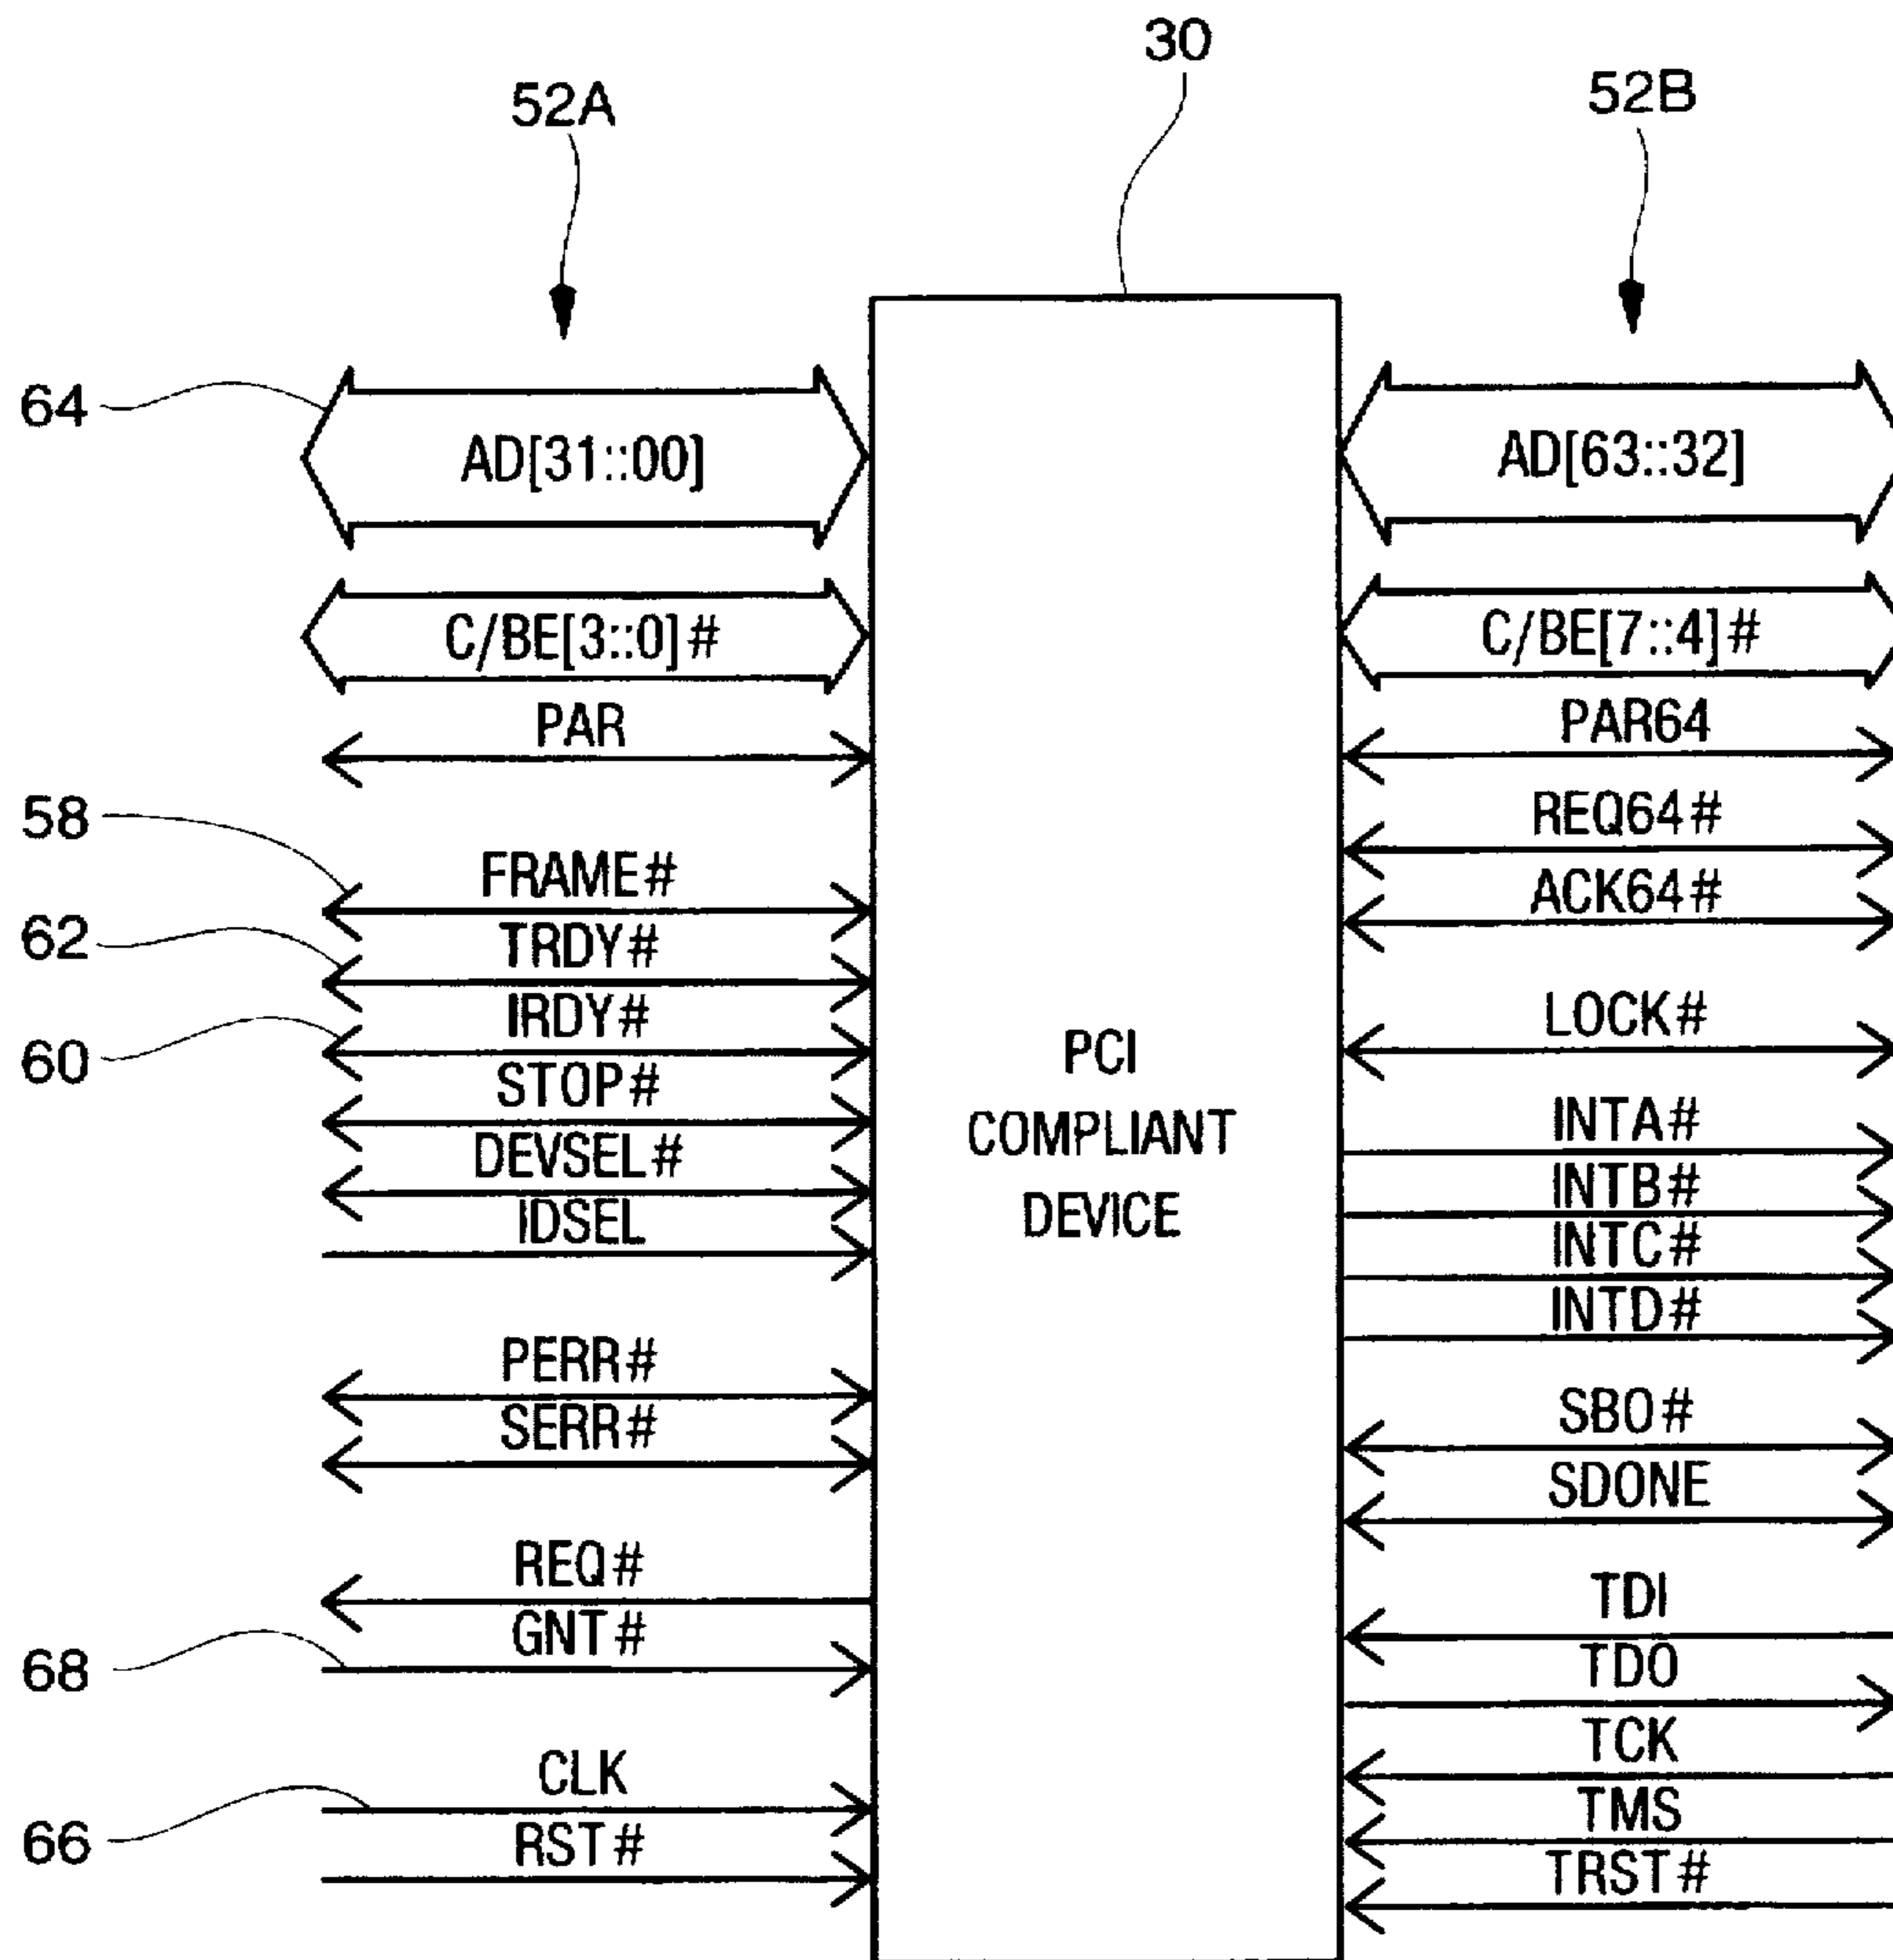 30
52A
52B
64
AD[31::00]
AD[63::32]
C/BE[3::0]#
C/BE[7::4]#
PAR
PAR64
58
FRAME#
REQ64#
62
TRDY#
ACK64#
60
IRDY#
LOCK#
STOP#
DEVSEL#
IDSEL
PCI
COMPLIANT
DEVICE
INTA#
INTB#
INTC#
INTD#
PERR#
SERR#
SBO#
SDONE
REQ#
GNT#
68
TDI
TDO
CLK
TCK
66
RST#
TMS
TRST#